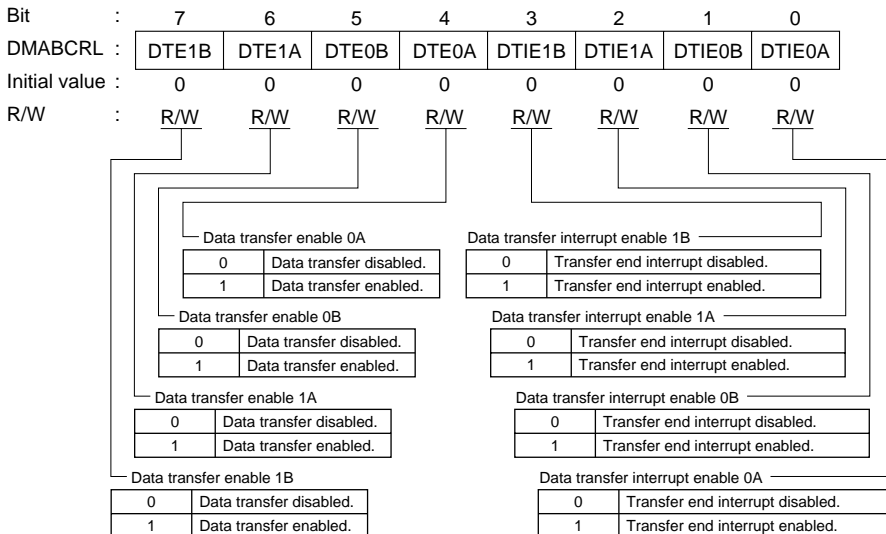 Bit : 7 6 5 4 3 2 1 0
DMABCRL : DTE1B DTE1A DTE0B DTE0A DTIE1B DTIE1A DTIE0B DTIE0A
Initial value : 0 0 0 0 0 0 0 0
R/W : R/W R/W R/W R/W R/W R/W R/W R/W
Data transfer enable 0A
0 Data transfer disabled.
1 Data transfer enabled.
Data transfer interrupt enable 1B
0 Transfer end interrupt disabled.
1 Transfer end interrupt enabled.
Data transfer enable 0B
0 Data transfer disabled.
1 Data transfer enabled.
Data transfer interrupt enable 1A
0 Transfer end interrupt disabled.
1 Transfer end interrupt enabled.
Data transfer enable 1A
0 Data transfer disabled.
1 Data transfer enabled.
Data transfer interrupt enable 0B
0 Transfer end interrupt disabled.
1 Transfer end interrupt enabled.
Data transfer enable 1B
0 Data transfer disabled.
1 Data transfer enabled.
Data transfer interrupt enable 0A
0 Transfer end interrupt disabled.
1 Transfer end interrupt enabled.